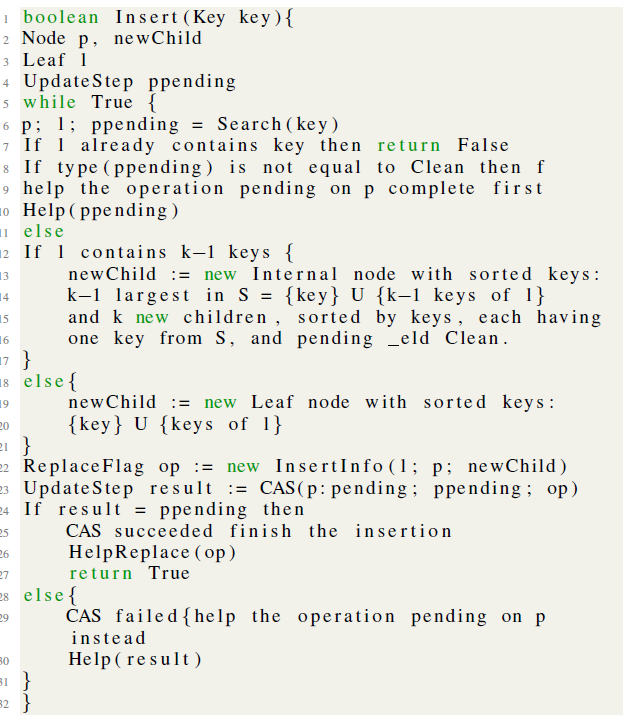 1 boolean Insert(Key key){
2 Node p, newChild
3 Leaf l
4 UpdateStep ppending
5 while True {
6 p; l; ppending = Search(key)
7 If l already contains key then return False
8 If type(ppending) is not equal to Clean then f
9 help the operation pending on p complete first
10 Help(ppending)
11 else
12 If l contains k−1 keys {
13 newChild := new Internal node with sorted keys:
14 k−1 largest in S = {key} U {k−1 keys of l}
15 and k new children, sorted by keys, each having
16 one key from S, and pending _eld Clean.
17 }
18 else{
19 newChild := new Leaf node with sorted keys:
20 {key} U {keys of l}
21 }
22 ReplaceFlag op := new InsertInfo(l; p; newChild)
23 UpdateStep result := CAS(p:pending; ppending; op)
24 If result = ppending then
25 CAS succeeded finish the insertion
26 HelpReplace(op)
27 return True
28 else{
29 CAS failed{help the operation pending on p
instead
30 Help(result)
31 }
32 }